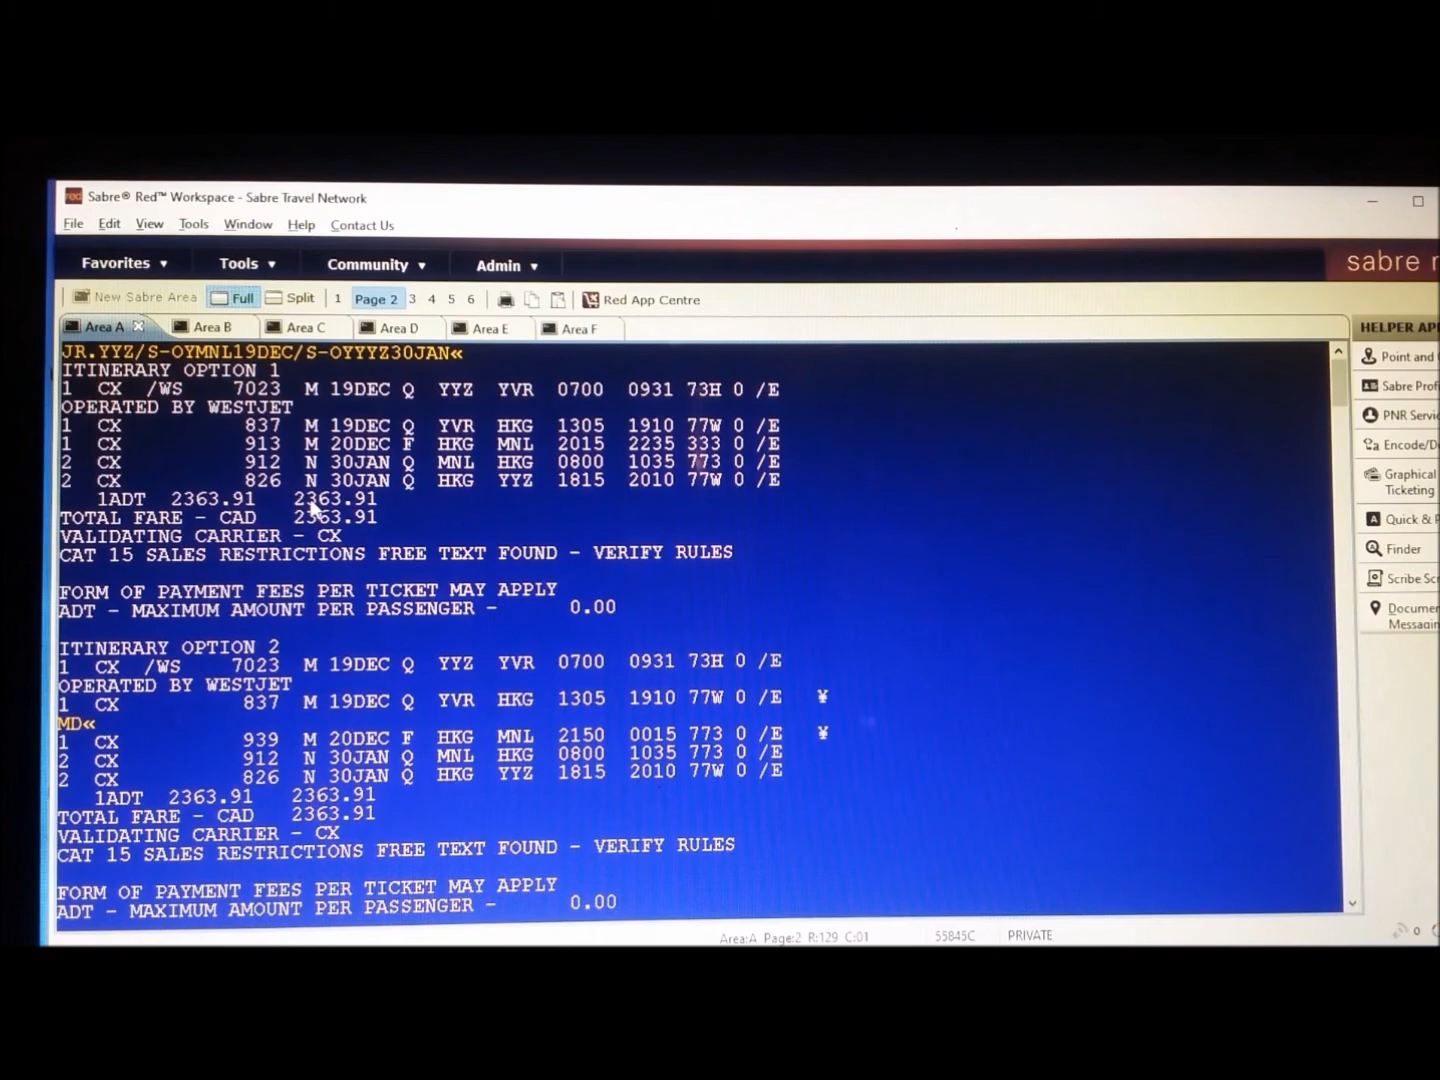 Sabre® Red™ Workspace - Sabre Travel Network
File Edit View Tools Window Help Contact Us
Favorites Tools Community Admin
sabre r
New Sabre Area Full Split 1 Page 2 3 4 5 6 Red App Centre
Area A Area B Area C Area D Area E Area F
HELPER AP
JR.YYZ/S-OYMNL19DEC/S-OYYYZ30JAN«
ITINERARY OPTION 1
1 CX /WS 7023 M 19DEC Q YYZ YVR 0700 0931 73H 0 /E
OPERATED BY WESTJET
1 CX 837 M 19DEC Q YVR HKG 1305 1910 77W 0 /E
1 CX 913 M 20DEC F HKG MNL 2015 2235 333 0 /E
2 CX 912 N 30JAN Q MNL HKG 0800 1035 773 0 /E
2 CX 826 N 30JAN Q HKG YYZ 1815 2010 77W 0 /E
1ADT 2363.91 2363.91
TOTAL FARE - CAD 2363.91
VALIDATING CARRIER - CX
CAT 15 SALES RESTRICTIONS FREE TEXT FOUND - VERIFY RULES
FORM OF PAYMENT FEES PER TICKET MAY APPLY
ADT - MAXIMUM AMOUNT PER PASSENGER - 0.00
ITINERARY OPTION 2
1 CX /WS 7023 M 19DEC Q YYZ YVR 0700 0931 73H 0 /E
OPERATED BY WESTJET
1 CX 837 M 19DEC Q YVR HKG 1305 1910 77W 0 /E ¥
MD«
1 CX 939 M 20DEC F HKG MNL 2150 0015 773 0 /E ¥
2 CX 912 N 30JAN Q MNL HKG 0800 1035 773 0 /E
2 CX 826 N 30JAN Q HKG YYZ 1815 2010 77W 0 /E
1ADT 2363.91 2363.91
TOTAL FARE - CAD 2363.91
VALIDATING CARRIER - CX
CAT 15 SALES RESTRICTIONS FREE TEXT FOUND - VERIFY RULES
FORM OF PAYMENT FEES PER TICKET MAY APPLY
ADT - MAXIMUM AMOUNT PER PASSENGER - 0.00
Point and
Sabre Prof
PNR Servi
Encode/D
Graphical
Ticketing
Quick & P
Finder
Scribe Scr
Documen
Messagin
Area:A Page:2 R:129 C:01 55845C PRIVATE 0